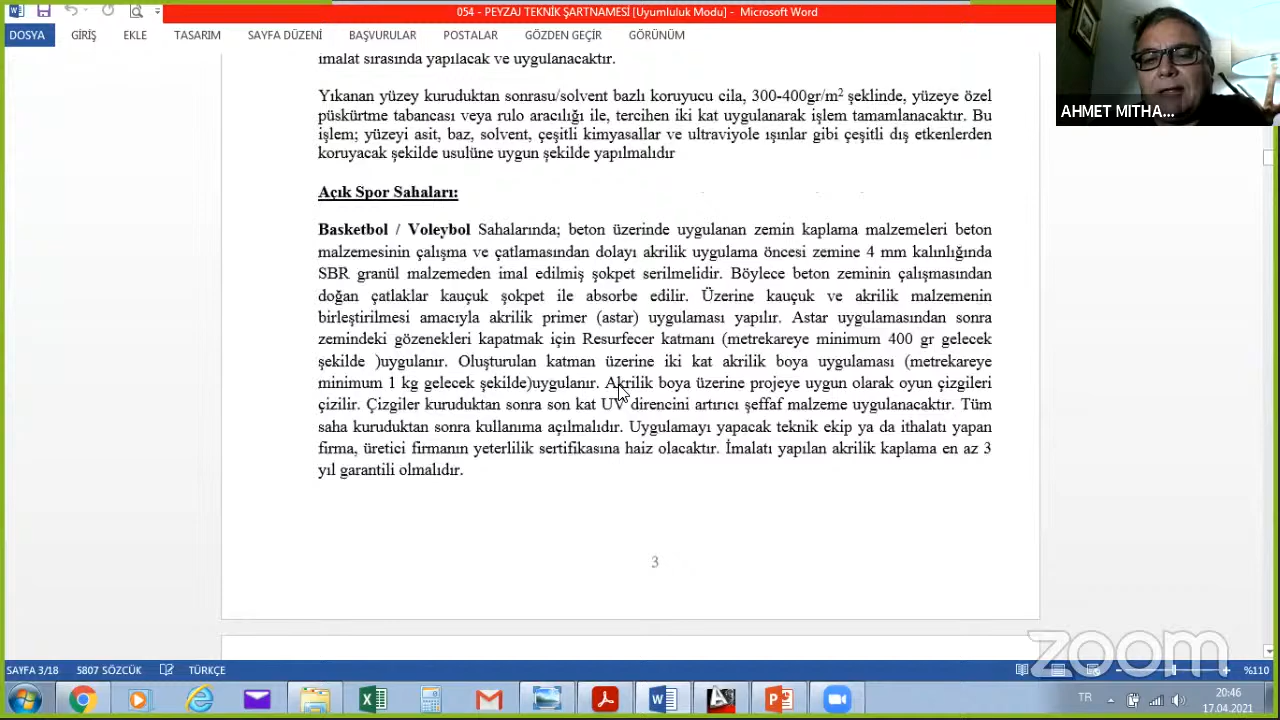 054 - PEYZAJ TEKNİK ŞARTNAMESİ [Uyumluluk Modu] - Microsoft Word
DOSYA GİRİŞ EKLE TASARIM SAYFA DÜZENİ BAŞVURULAR POSTALAR GÖZDEN GEÇİR GÖRÜNÜM
AHMET MITHA...
imalat sırasında yapılacak ve uygulanacaktır.
Yıkanan yüzey kuruduktan sonrasu/solvent bazlı koruyucu cila, 300-400gr/m² şeklinde, yüzeye özel
püskürtme tabancası veya rulo aracılığı ile, tercihen iki kat uygulanarak işlem tamamlanacaktır. Bu
işlem; yüzeyi asit, baz, solvent, çeşitli kimyasallar ve ultraviyole ışınlar gibi çeşitli dış etkenlerden
koruyacak şekilde usulüne uygun şekilde yapılmalıdır
Açık Spor Sahaları:
Basketbol / Voleybol Sahalarında; beton üzerinde uygulanan zemin kaplama malzemeleri beton
malzemesinin çalışma ve çatlamasından dolayı akrilik uygulama öncesi zemine 4 mm kalınlığında
SBR granül malzemeden imal edilmiş şokpet serilmelidir. Böylece beton zeminin çalışmasından
doğan çatlaklar kauçuk şokpet ile absorbe edilir. Üzerine kauçuk ve akrilik malzemenin
birleştirilmesi amacıyla akrilik primer (astar) uygulaması yapılır. Astar uygulamasından sonra
zemindeki gözenekleri kapatmak için Resurfecer katmanı (metrekareye minimum 400 gr gelecek
şekilde )uygulanır. Oluşturulan katman üzerine iki kat akrilik boya uygulaması (metrekareye
minimum 1 kg gelecek şekilde)uygulanır. Akrilik boya üzerine projeye uygun olarak oyun çizgileri
çizilir. Çizgiler kuruduktan sonra son kat UV direncini artırıcı şeffaf malzeme uygulanacaktır. Tüm
saha kuruduktan sonra kullanıma açılmalıdır. Uygulamayı yapacak teknik ekip ya da ithalatı yapan
firma, üretici firmanın yeterlilik sertifikasına haiz olacaktır. İmalatı yapılan akrilik kaplama en az 3
yıl garantili olmalıdır.
3
zoom
SAYFA 3/18 5807 SÖZCÜK TÜRKÇE %110
TR 20:46
17.04.2021